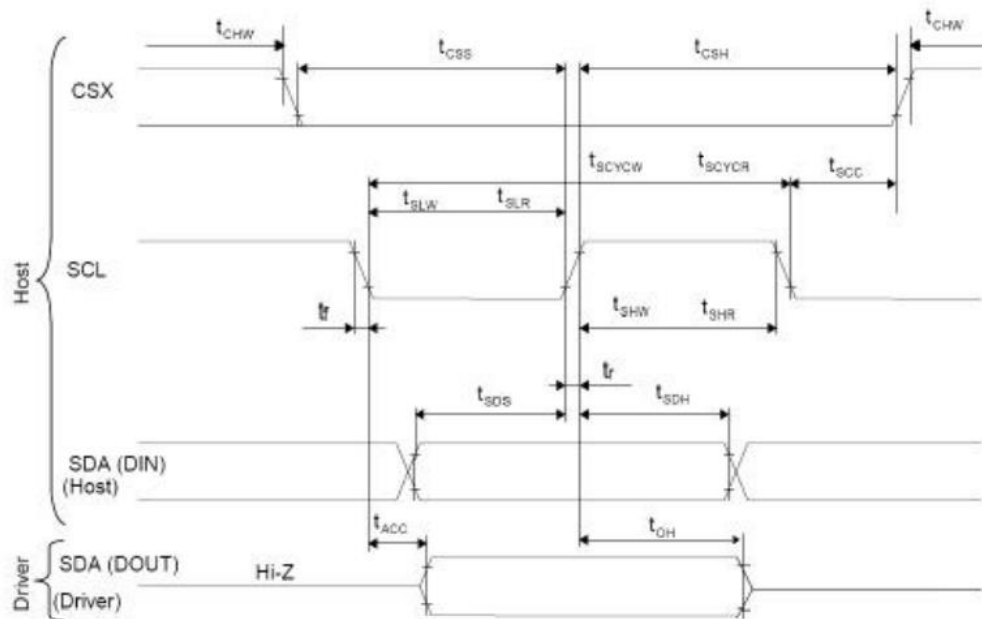 tCHW
tCHW
tCSS
tCSH
CSX
tSCYCW tSCYCR tSCC
tSLW tSLR
SCL
Host
tf
tSHW tSHR
tr
tSDS tSDH
SDA (DIN)
(Host)
tACC tOH
SDA (DOUT)
Hi-Z
Driver
(Driver)